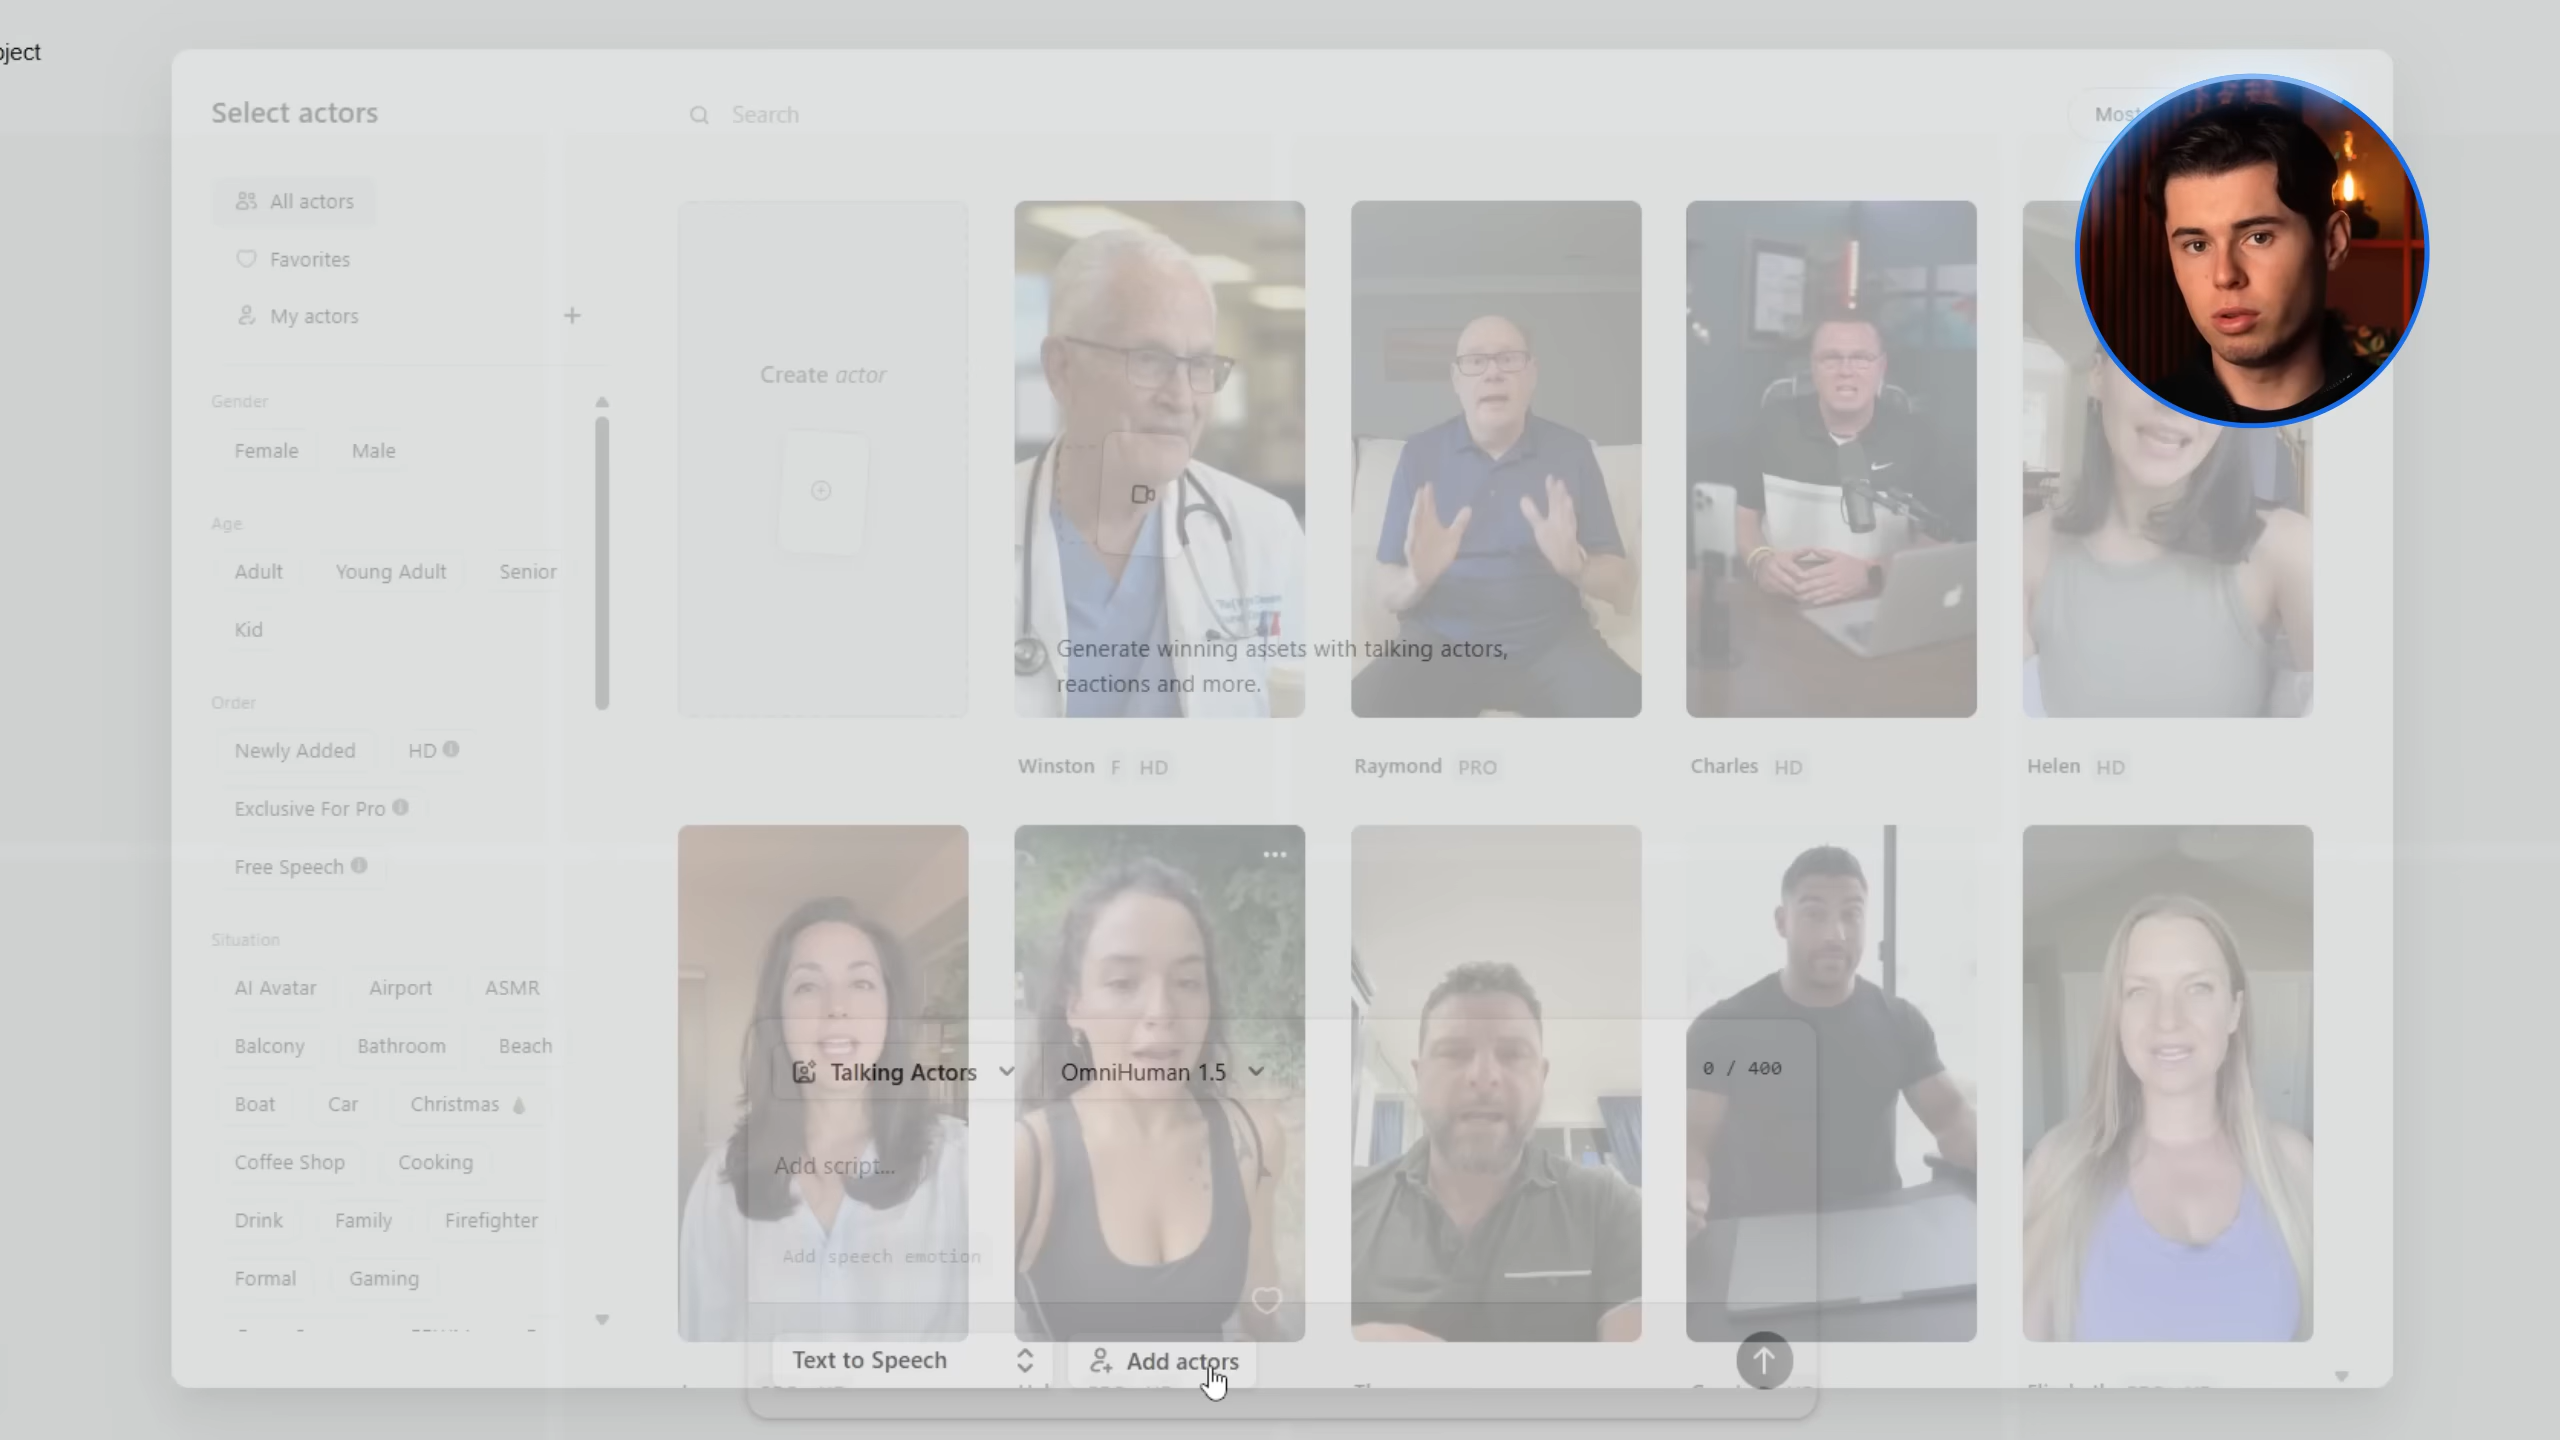 oject
Select actors
Search
Most
All actors
Favorites
My actors
Create actor
Gender
Female Male
Age
Adult Young Adult Senior
Kid
Generate winning assets with talking actors,
reactions and more.
Order
Newly Added HD
Exclusive For Pro
Free Speech
Winston F HD
Raymond PRO
Charles HD
Helen HD
Situation
AI Avatar Airport ASMR
Balcony Bathroom Beach
Boat Car Christmas
Coffee Shop Cooking
Drink Family Firefighter
Formal Gaming
Talking Actors OmniHuman 1.5 0 / 400
Add script...
Add speech emotion
Text to Speech Add actors